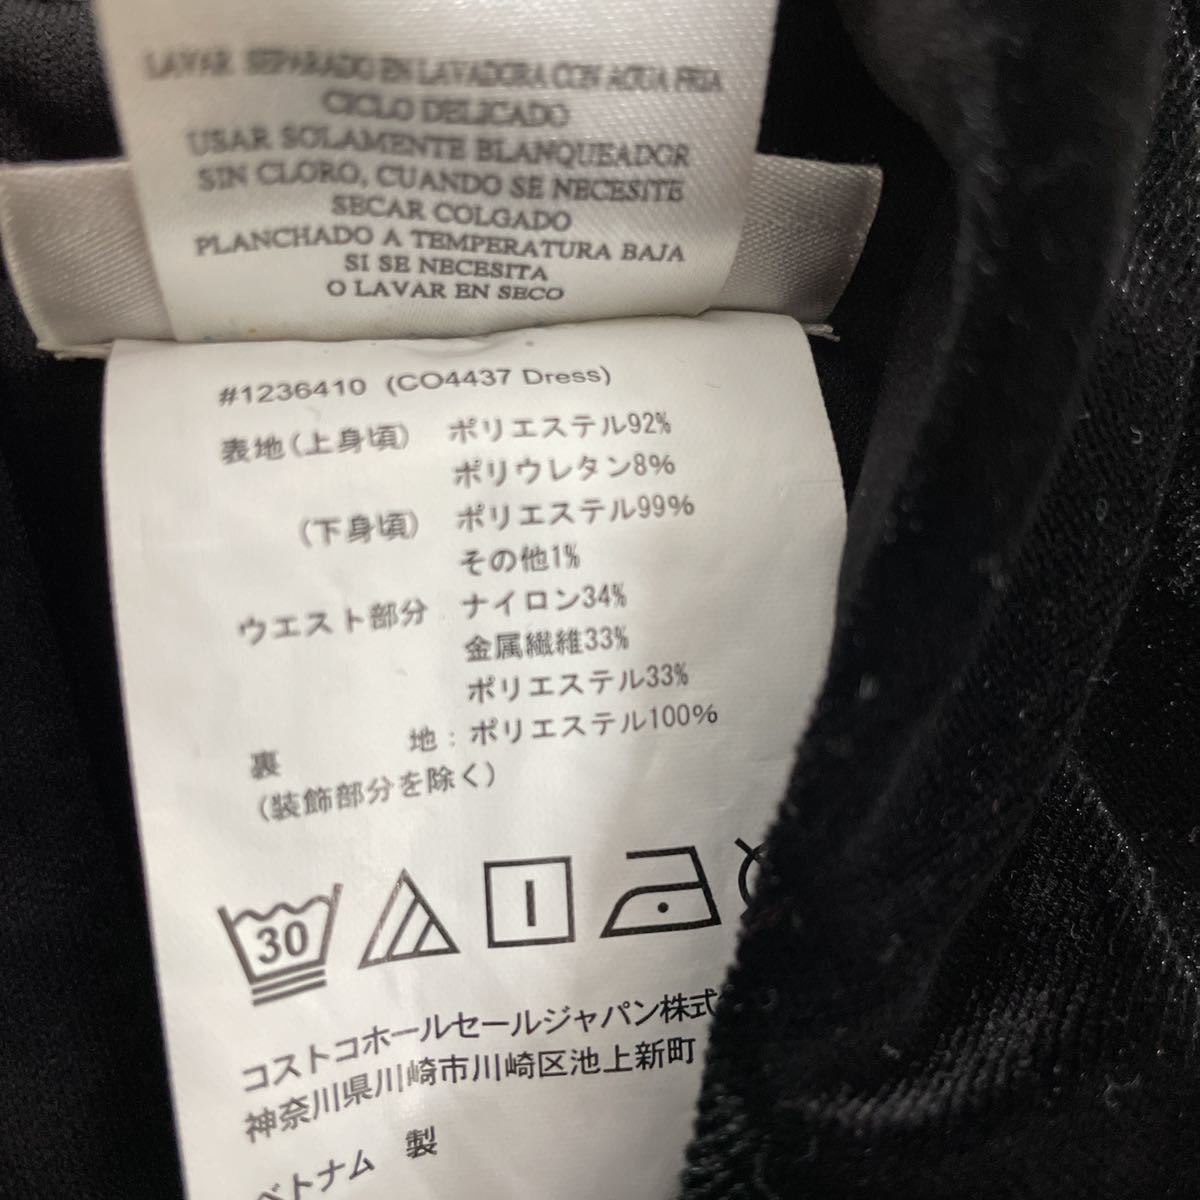 LAVAR SEPARADO EN LAVADORA CON AGUA FRIA
CICLO DELICADO
USAR SOLAMENTE BLANQUEADOR
SIN CLORO, CUANDO SE NECESITE
SECAR COLGADO
PLANCHADO A TEMPERATURA BAJA
SI SE NECESITA
O LAVAR EN SECO
#1236410 (CO4437 Dress)
表地(上身頃) ポリエステル92%
ポリウレタン8%
(下身頃) ポリエステル99%
その他1%
ウエスト部分 ナイロン34%
金属繊維33%
ポリエステル33%
裏 地:ポリエステル100%
(装飾部分を除く)
30
コストコホールセールジャパン株式
神奈川県川崎市川崎区池上新町
ベトナム 製